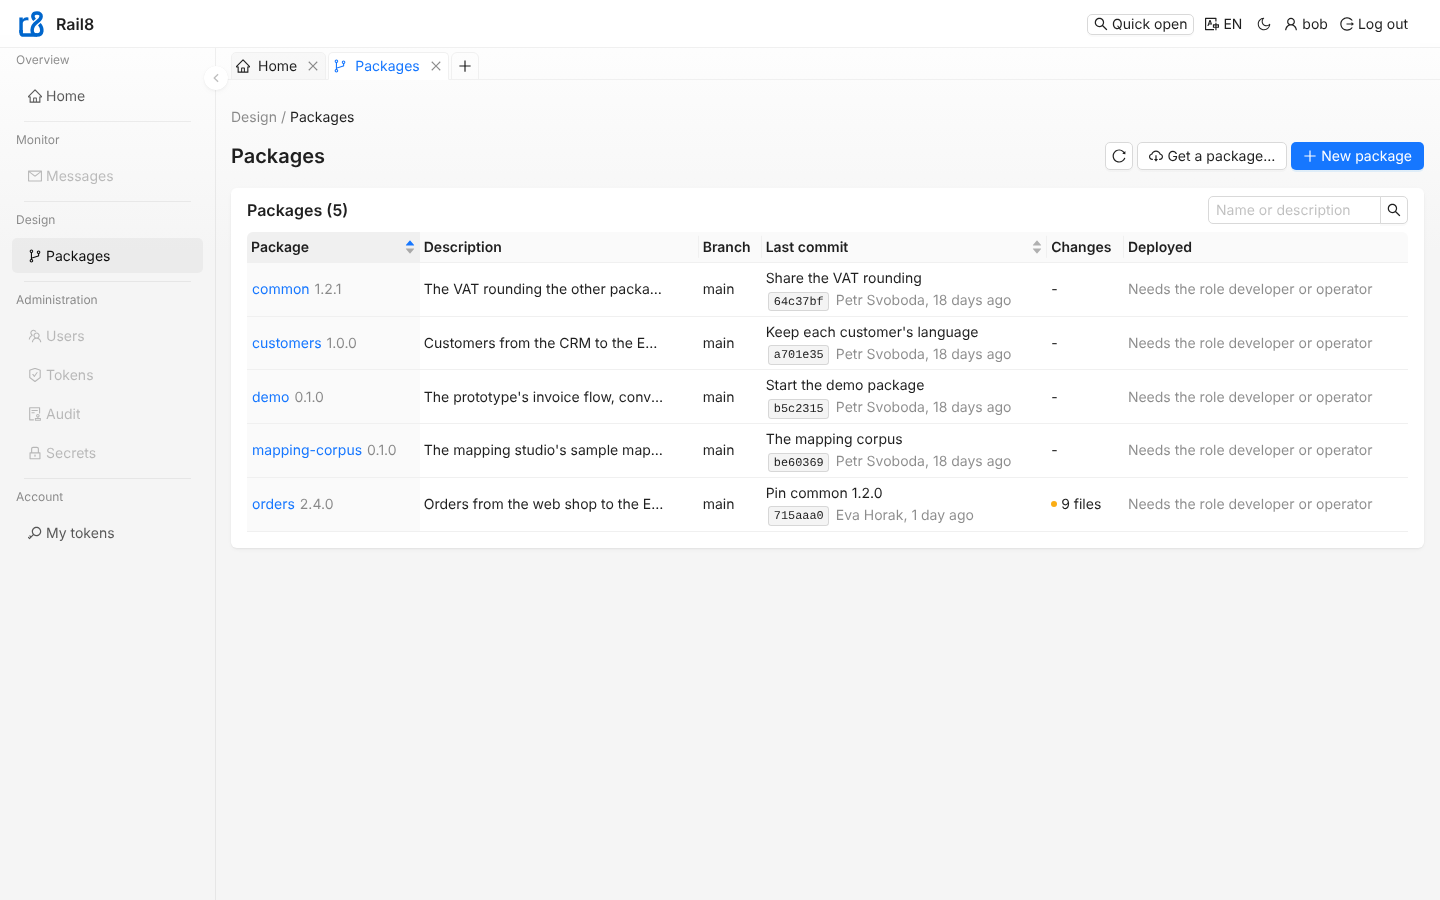 Rail8
Quick open
EN
bob
Log out
Overview
Home
Monitor
Messages
Design
Packages
Administration
Users
Tokens
Audit
Secrets
Account
My tokens
Home
Packages
Design / Packages
Packages
Get a package...
New package
Packages (5)
Name or description
Package Description Branch Last commit Changes Deployed
common 1.2.1 The VAT rounding the other packa... main Share the VAT rounding - Needs the role developer or operator
64c37bf Petr Svoboda, 18 days ago
customers 1.0.0 Customers from the CRM to the E... main Keep each customer's language - Needs the role developer or operator
a701e35 Petr Svoboda, 18 days ago
demo 0.1.0 The prototype's invoice flow, conv... main Start the demo package - Needs the role developer or operator
b5c2315 Petr Svoboda, 18 days ago
mapping-corpus 0.1.0 The mapping studio's sample map... main The mapping corpus - Needs the role developer or operator
be60369 Petr Svoboda, 18 days ago
orders 2.4.0 Orders from the web shop to the E... main Pin common 1.2.0 9 files Needs the role developer or operator
715aaa0 Eva Horak, 1 day ago